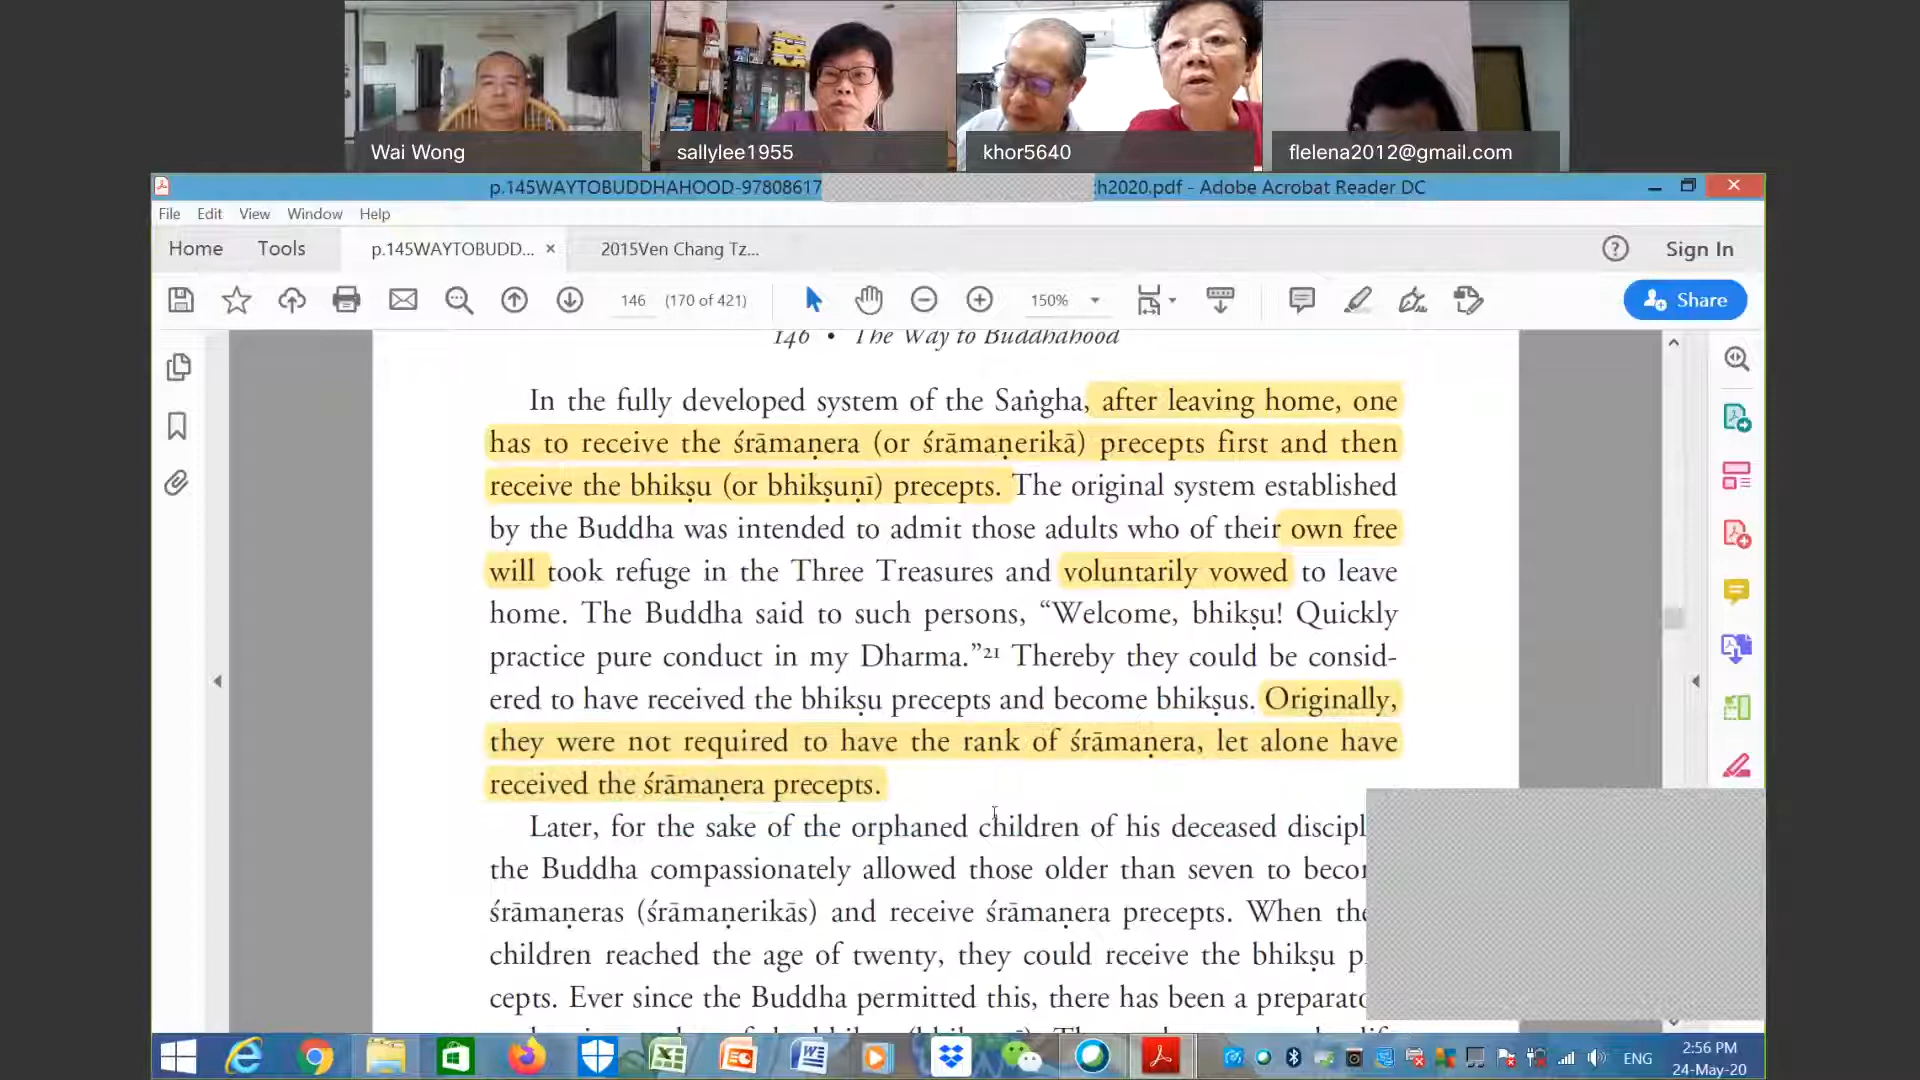 Wai Wong
sallylee1955
khor5640
flelena2012@gmail.com
p.145WAYTOBUDDHAHOOD-97808617
:h2020.pdf - Adobe Acrobat Reader DC
File Edit View Window Help
Home Tools p.145WAYTOBUDD... × 2015Ven Chang Tz... Sign In
146 (170 of 421) 150% Share
146 • The Way to Buddhahood
In the fully developed system of the Saṅgha, after leaving home, one
has to receive the śrāmaṇera (or śrāmaṇerikā) precepts first and then
receive the bhikṣu (or bhikṣuṇī) precepts. The original system established
by the Buddha was intended to admit those adults who of their own free
will took refuge in the Three Treasures and voluntarily vowed to leave
home. The Buddha said to such persons, “Welcome, bhikṣu! Quickly
practice pure conduct in my Dharma.”21 Thereby they could be consid-
ered to have received the bhikṣu precepts and become bhikṣus. Originally,
they were not required to have the rank of śrāmaṇera, let alone have
received the śrāmaṇera precepts.
Later, for the sake of the orphaned children of his deceased discipl
the Buddha compassionately allowed those older than seven to becor
śrāmaṇeras (śrāmaṇerikās) and receive śrāmaṇera precepts. When the
children reached the age of twenty, they could receive the bhikṣu p
cepts. Ever since the Buddha permitted this, there has been a preparato
ENG
2:56 PM
24-May-20